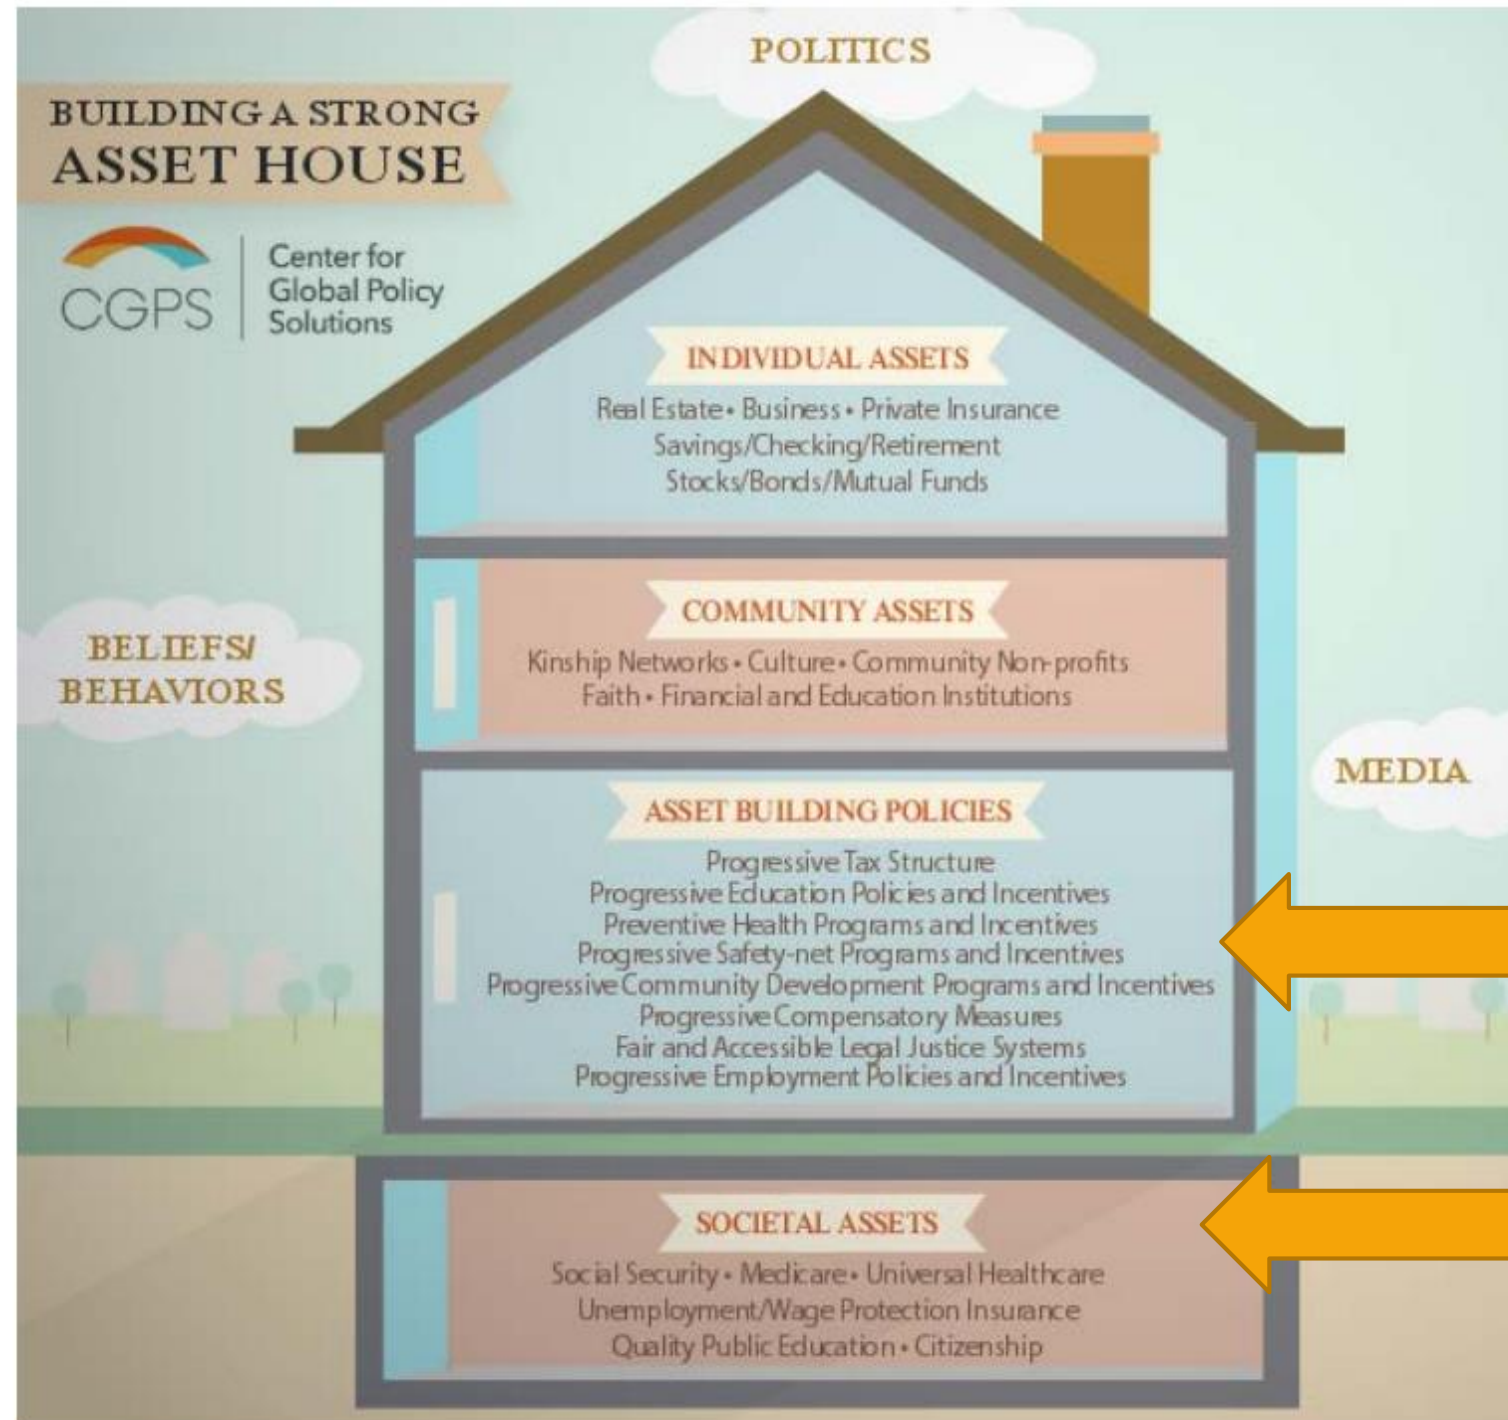 POLITICS
BUILDING A STRONG
ASSET HOUSE
CGPS
Center for
Global Policy
Solutions
INDIVIDUAL ASSETS
Real Estate • Business • Private Insurance
Savings/Checking/Retirement
Stocks/Bonds/Mutual Funds
COMMUNITY ASSETS
Kinship Networks • Culture • Community Non-profits
Faith • Financial and Education Institutions
BELIEFS/
BEHAVIORS
MEDIA
ASSET BUILDING POLICIES
Progressive Tax Structure
Progressive Education Policies and Incentives
Preventive Health Programs and Incentives
Progressive Safety-net Programs and Incentives
Progressive Community Development Programs and Incentives
Progressive Compensatory Measures
Fair and Accessible Legal Justice Systems
Progressive Employment Policies and Incentives
SOCIETAL ASSETS
Social Security • Medicare • Universal Healthcare
Unemployment/Wage Protection Insurance
Quality Public Education • Citizenship